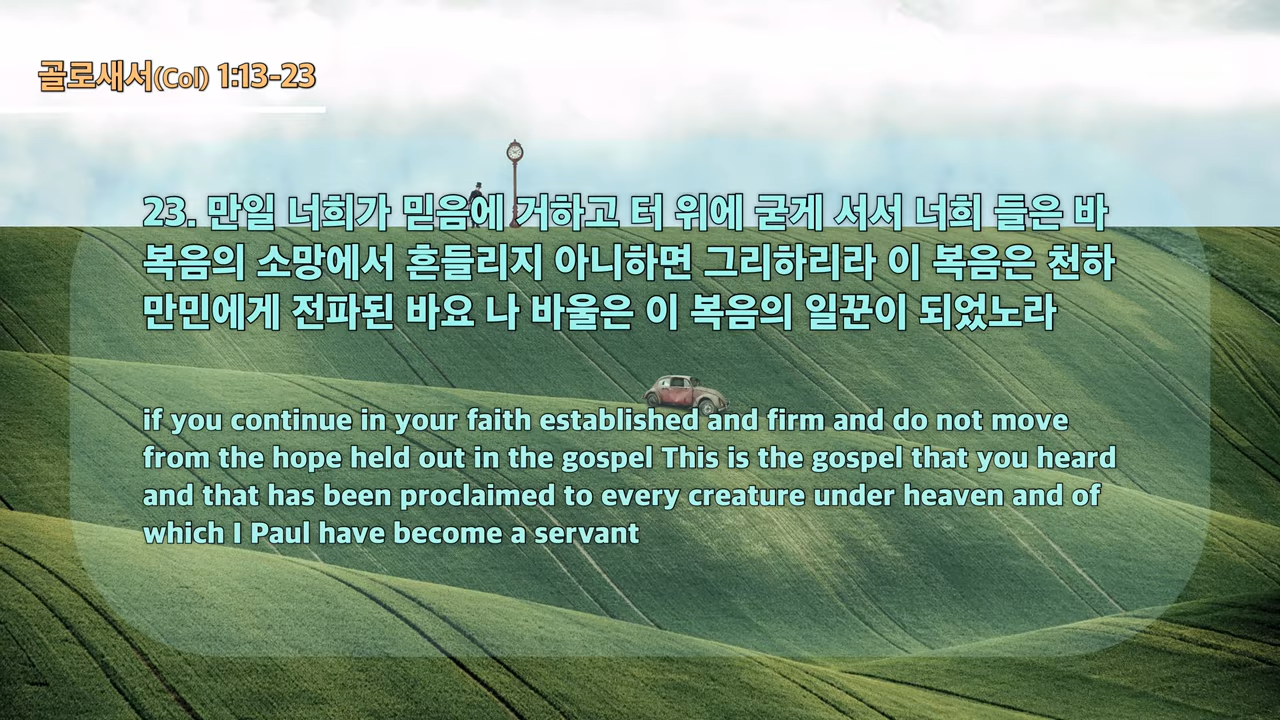 골로새서(Col) 1:13-23
23. 만일 너희가 믿음에 거하고 터 위에 굳게 서서 너희 들은 바
복음의 소망에서 흔들리지 아니하면 그리하리라 이 복음은 천하
만민에게 전파된 바요 나 바울은 이 복음의 일꾼이 되었노라
if you continue in your faith established and firm and do not move
from the hope held out in the gospel This is the gospel that you heard
and that has been proclaimed to every creature under heaven and of
which I Paul have become a servant